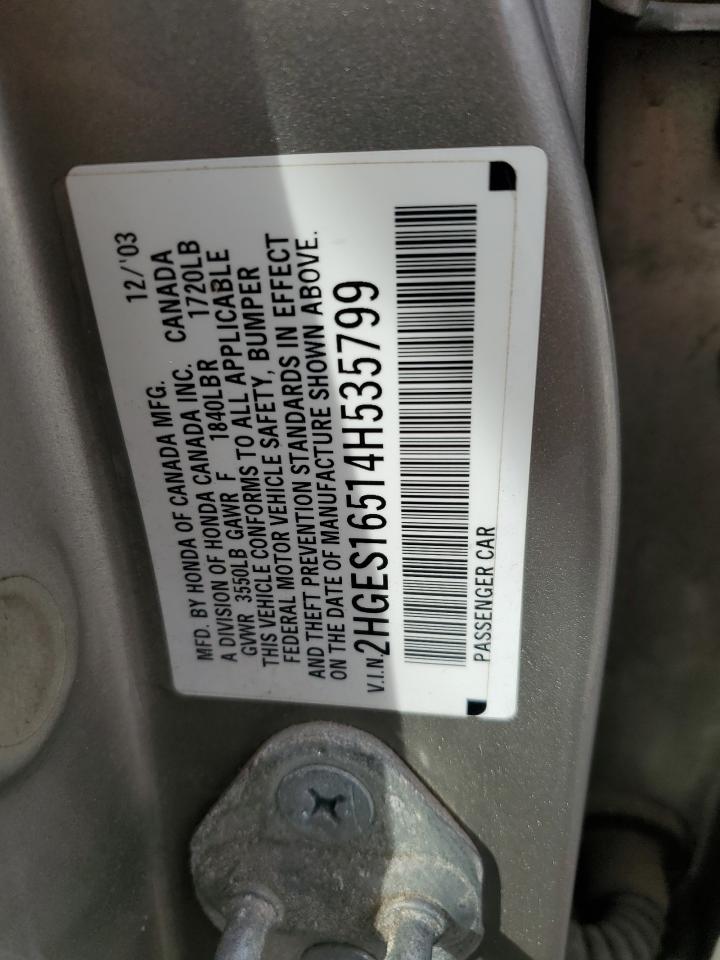 12/'03
MFD. BY HONDA OF CANADA MFG.
A DIVISION OF HONDA CANADA INC. CANADA
GVWR 3550LB GAWR F 1840LBR 1720LB
THIS VEHICLE CONFORMS TO ALL APPLICABLE
FEDERAL MOTOR VEHICLE SAFETY, BUMPER
AND THEFT PREVENTION STANDARDS IN EFFECT
ON THE DATE OF MANUFACTURE SHOWN ABOVE.
V.I.N. 2HGES16514H535799
PASSENGER CAR